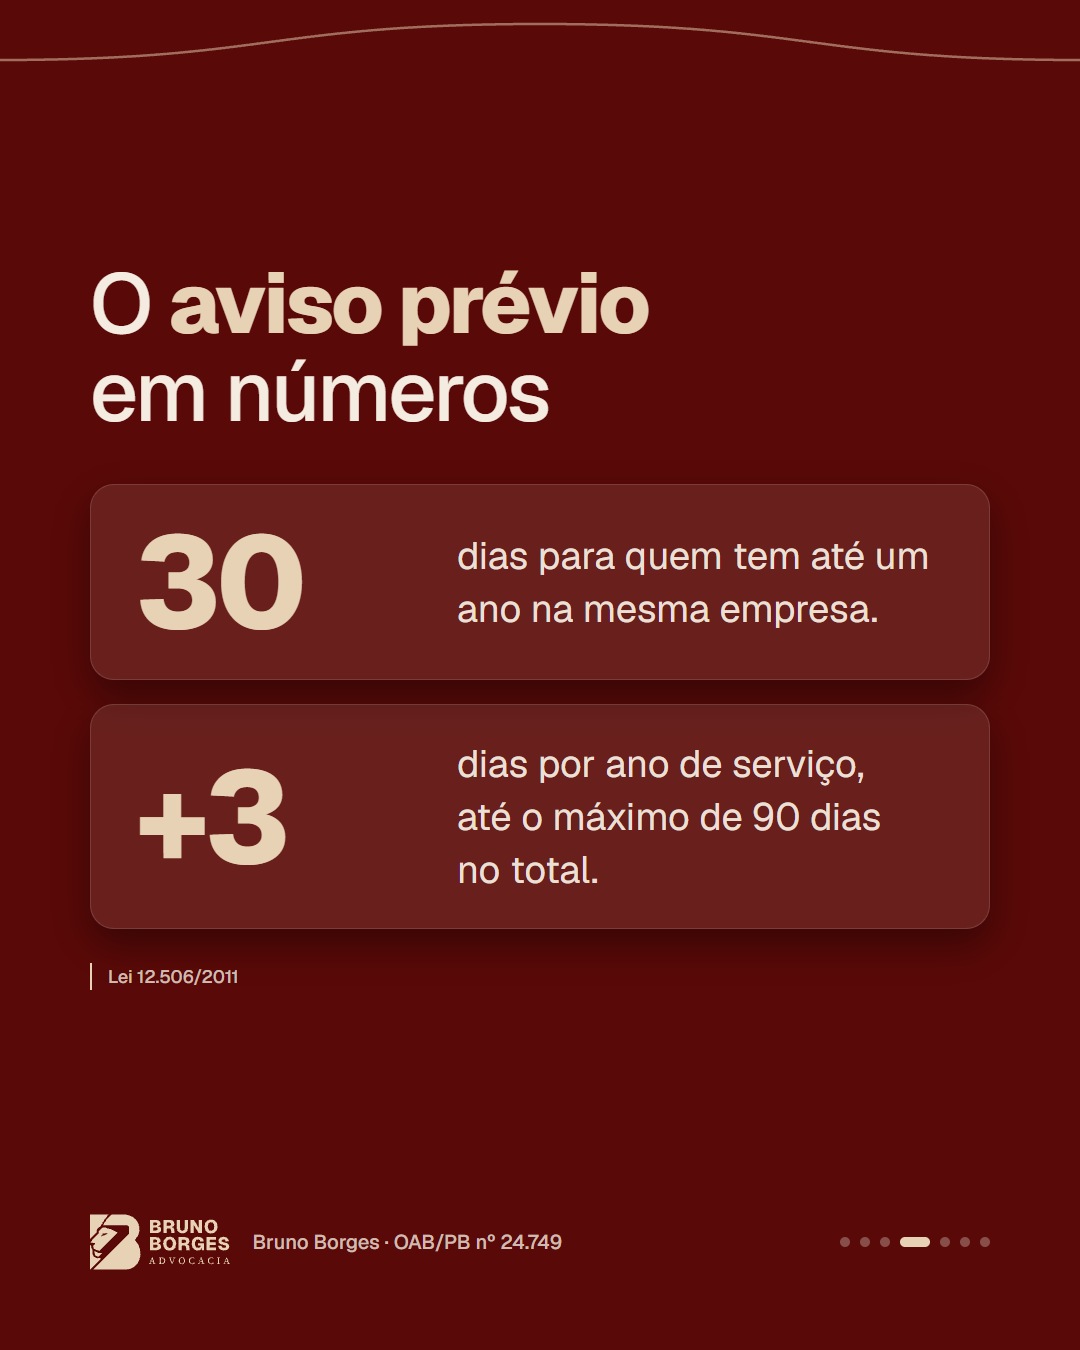 O aviso prévio
em números
30
dias para quem tem até um
ano na mesma empresa.
+3
dias por ano de serviço,
até o máximo de 90 dias
no total.
Lei 12.506/2011
BRUNO
BORGES
ADVOCACIA
Bruno Borges · OAB/PB nº 24.749